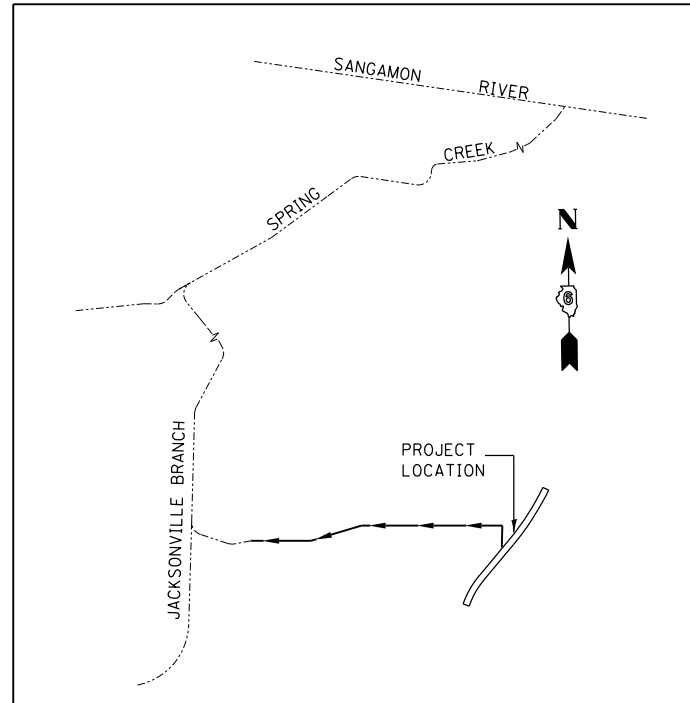 SANGAMON RIVER
CREEK
SPRING
N
6
PROJECT
LOCATION
JACKSONVILLE BRANCH